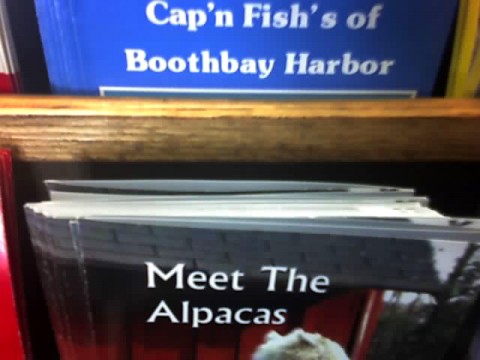 Cap'n Fish's of
Boothbay Harbor
Meet The
Alpacas